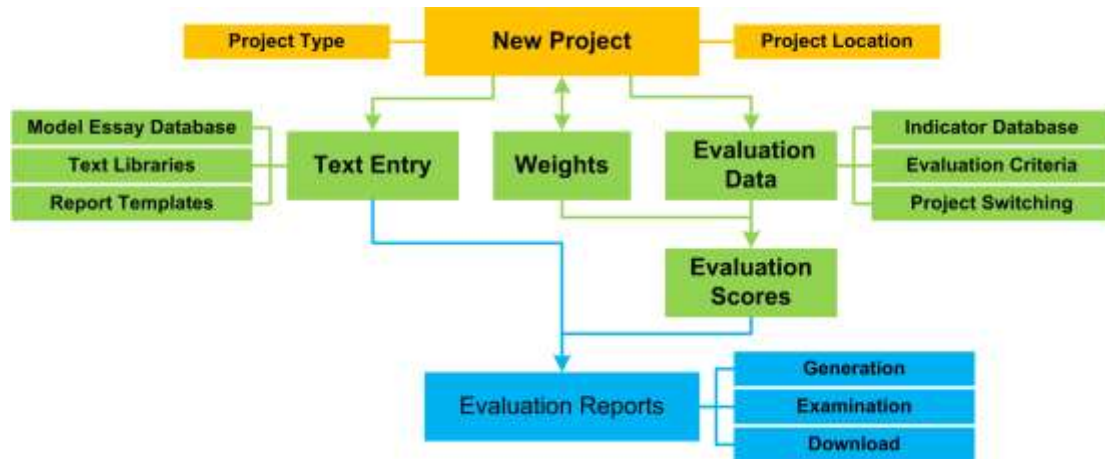 Project Type
New Project
Project Location
Model Essay Database
Text Libraries
Report Templates
Text Entry
Weights
Evaluation
Data
Indicator Database
Evaluation Criteria
Project Switching
Evaluation
Scores
Evaluation Reports
Generation
Examination
Download